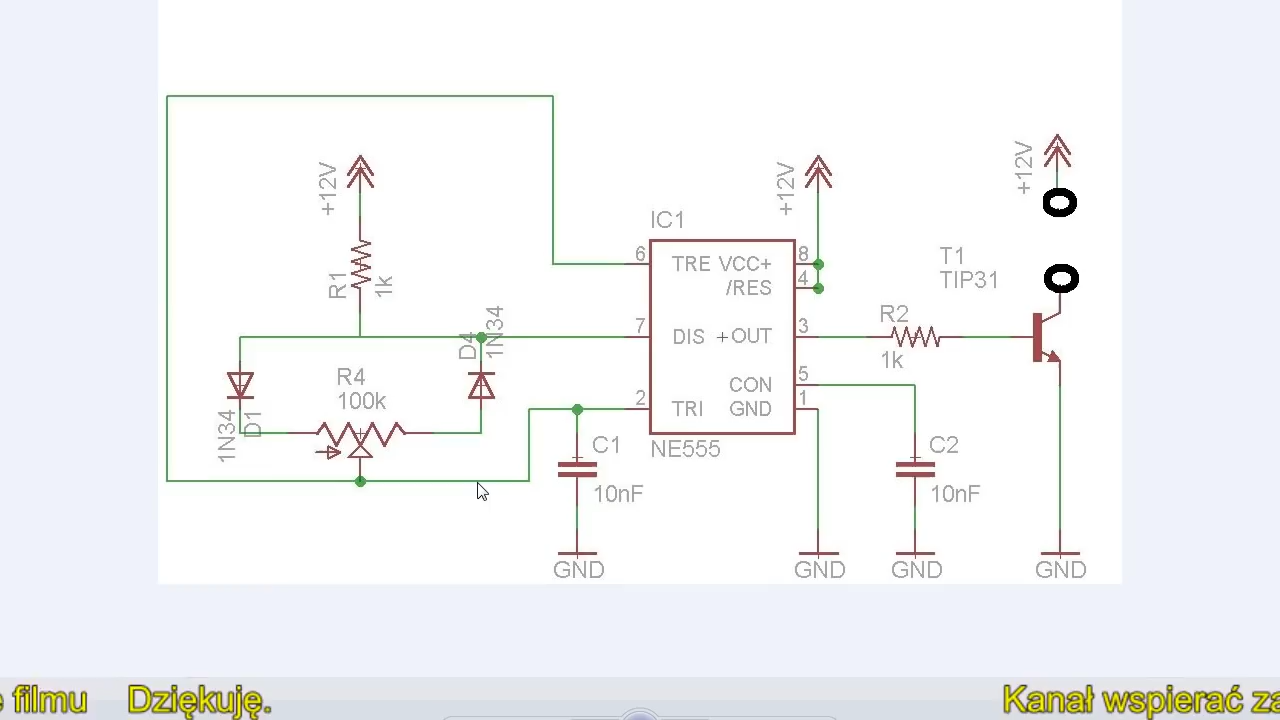 +12V
+12V
+12V
IC1
6 TRE VCC+ 8
/RES 4
T1
TIP31
R1
1k
7 DIS +OUT 3
R2
1k
D4
1N34
R4
100k
CON 5
2 TRI GND 1
1N34
D1
NE555
C1
10nF
C2
10nF
GND
GND
GND
GND
filmu Dziękuję.
Kanał wspierać